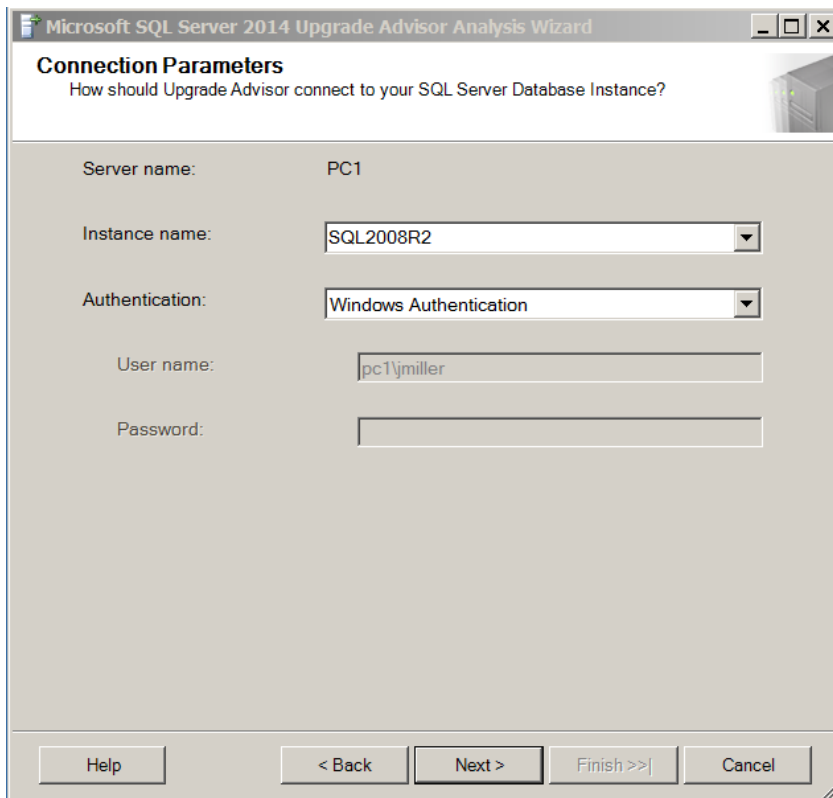 Microsoft SQL Server 2014 Upgrade Advisor Analysis Wizard
Connection Parameters
How should Upgrade Advisor connect to your SQL Server Database Instance?
Server name: PC1
Instance name: SQL2008R2
Authentication: Windows Authentication
User name: pc1\jmiller
Password:
Help < Back Next > Finish >>| Cancel